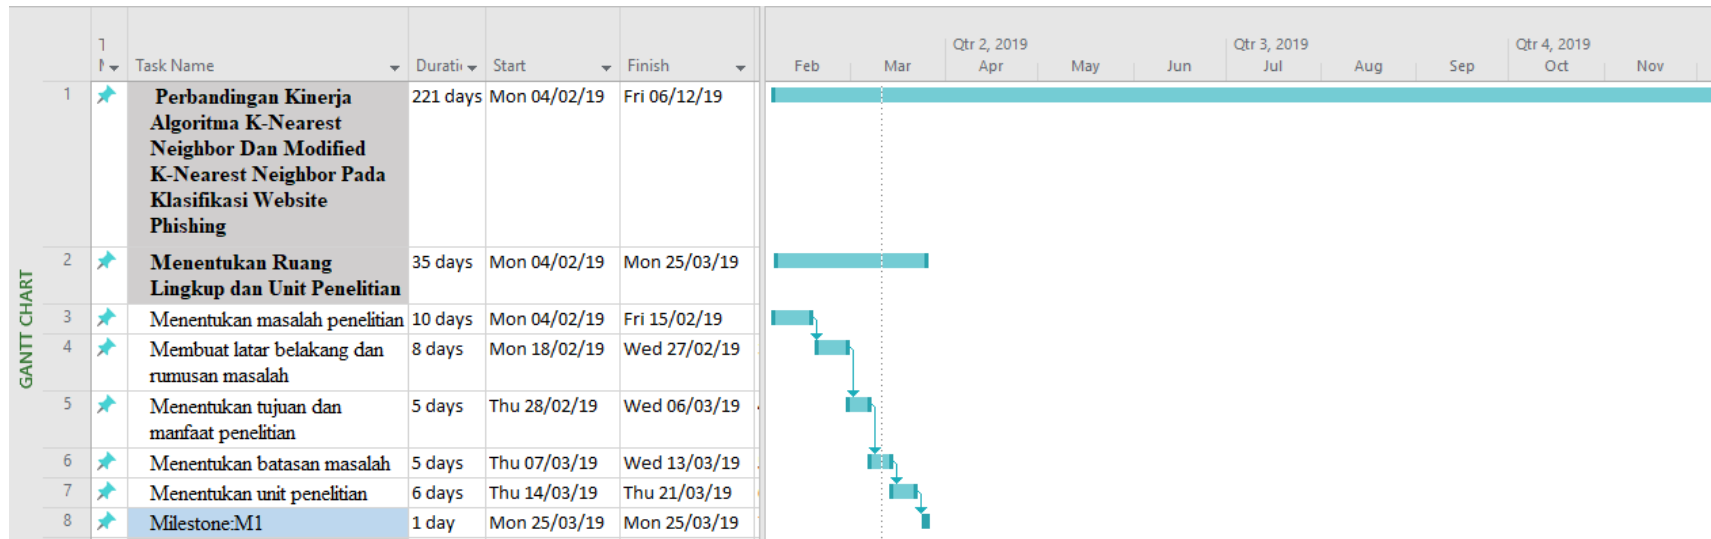 GANTT CHART
T
M
Task Name Durati Start Finish
Qtr 2, 2019 Qtr 3, 2019 Qtr 4, 2019
Feb Mar Apr May Jun Jul Aug Sep Oct Nov
1 Perbandingan Kinerja 221 days Mon 04/02/19 Fri 06/12/19
Algoritma K-Nearest
Neighbor Dan Modified
K-Nearest Neighbor Pada
Klasifikasi Website
Phishing
2 Menentukan Ruang 35 days Mon 04/02/19 Mon 25/03/19
Lingkup dan Unit Penelitian
3 Menentukan masalah penelitian 10 days Mon 04/02/19 Fri 15/02/19
4 Membuat latar belakang dan 8 days Mon 18/02/19 Wed 27/02/19
rumusan masalah
5 Menentukan tujuan dan 5 days Thu 28/02/19 Wed 06/03/19
manfaat penelitian
6 Menentukan batasan masalah 5 days Thu 07/03/19 Wed 13/03/19
7 Menentukan unit penelitian 6 days Thu 14/03/19 Thu 21/03/19
8 Milestone:M1 1 day Mon 25/03/19 Mon 25/03/19